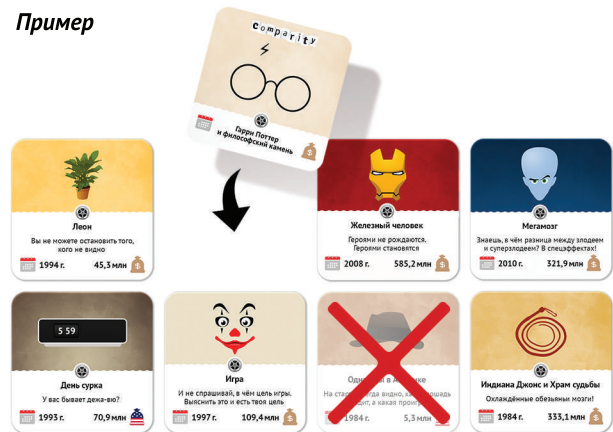 Пример
comparity
Гарри Поттер
и философский камень
Леон
Вы не можете остановить того,
кого не видно
1994 г. 45,3 млн
Железный человек
Героями не рождаются.
Героями становятся
2008 г. 585,2 млн
Мегамозг
Знаешь, в чём разница между злодеем
и суперзлодеем? В спецэффектах!
2010 г. 321,9 млн
5 59
День сурка
У вас бывает дежа-вю?
1993 г. 70,9 млн
Игра
И не спрашивай, в чём цель игры.
Выяснить это и есть твоя цель
1997 г. 109,4 млн
1984 г. 5,3 млн
Индиана Джонс и Храм судьбы
Охлаждённые обезьяньи мозги!
1984 г. 333,1 млн